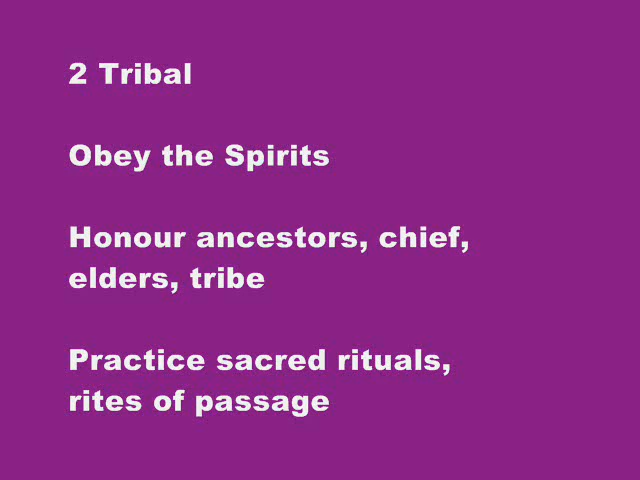 2 Tribal
Obey the Spirits
Honour ancestors, chief,
elders, tribe
Practice sacred rituals,
rites of passage